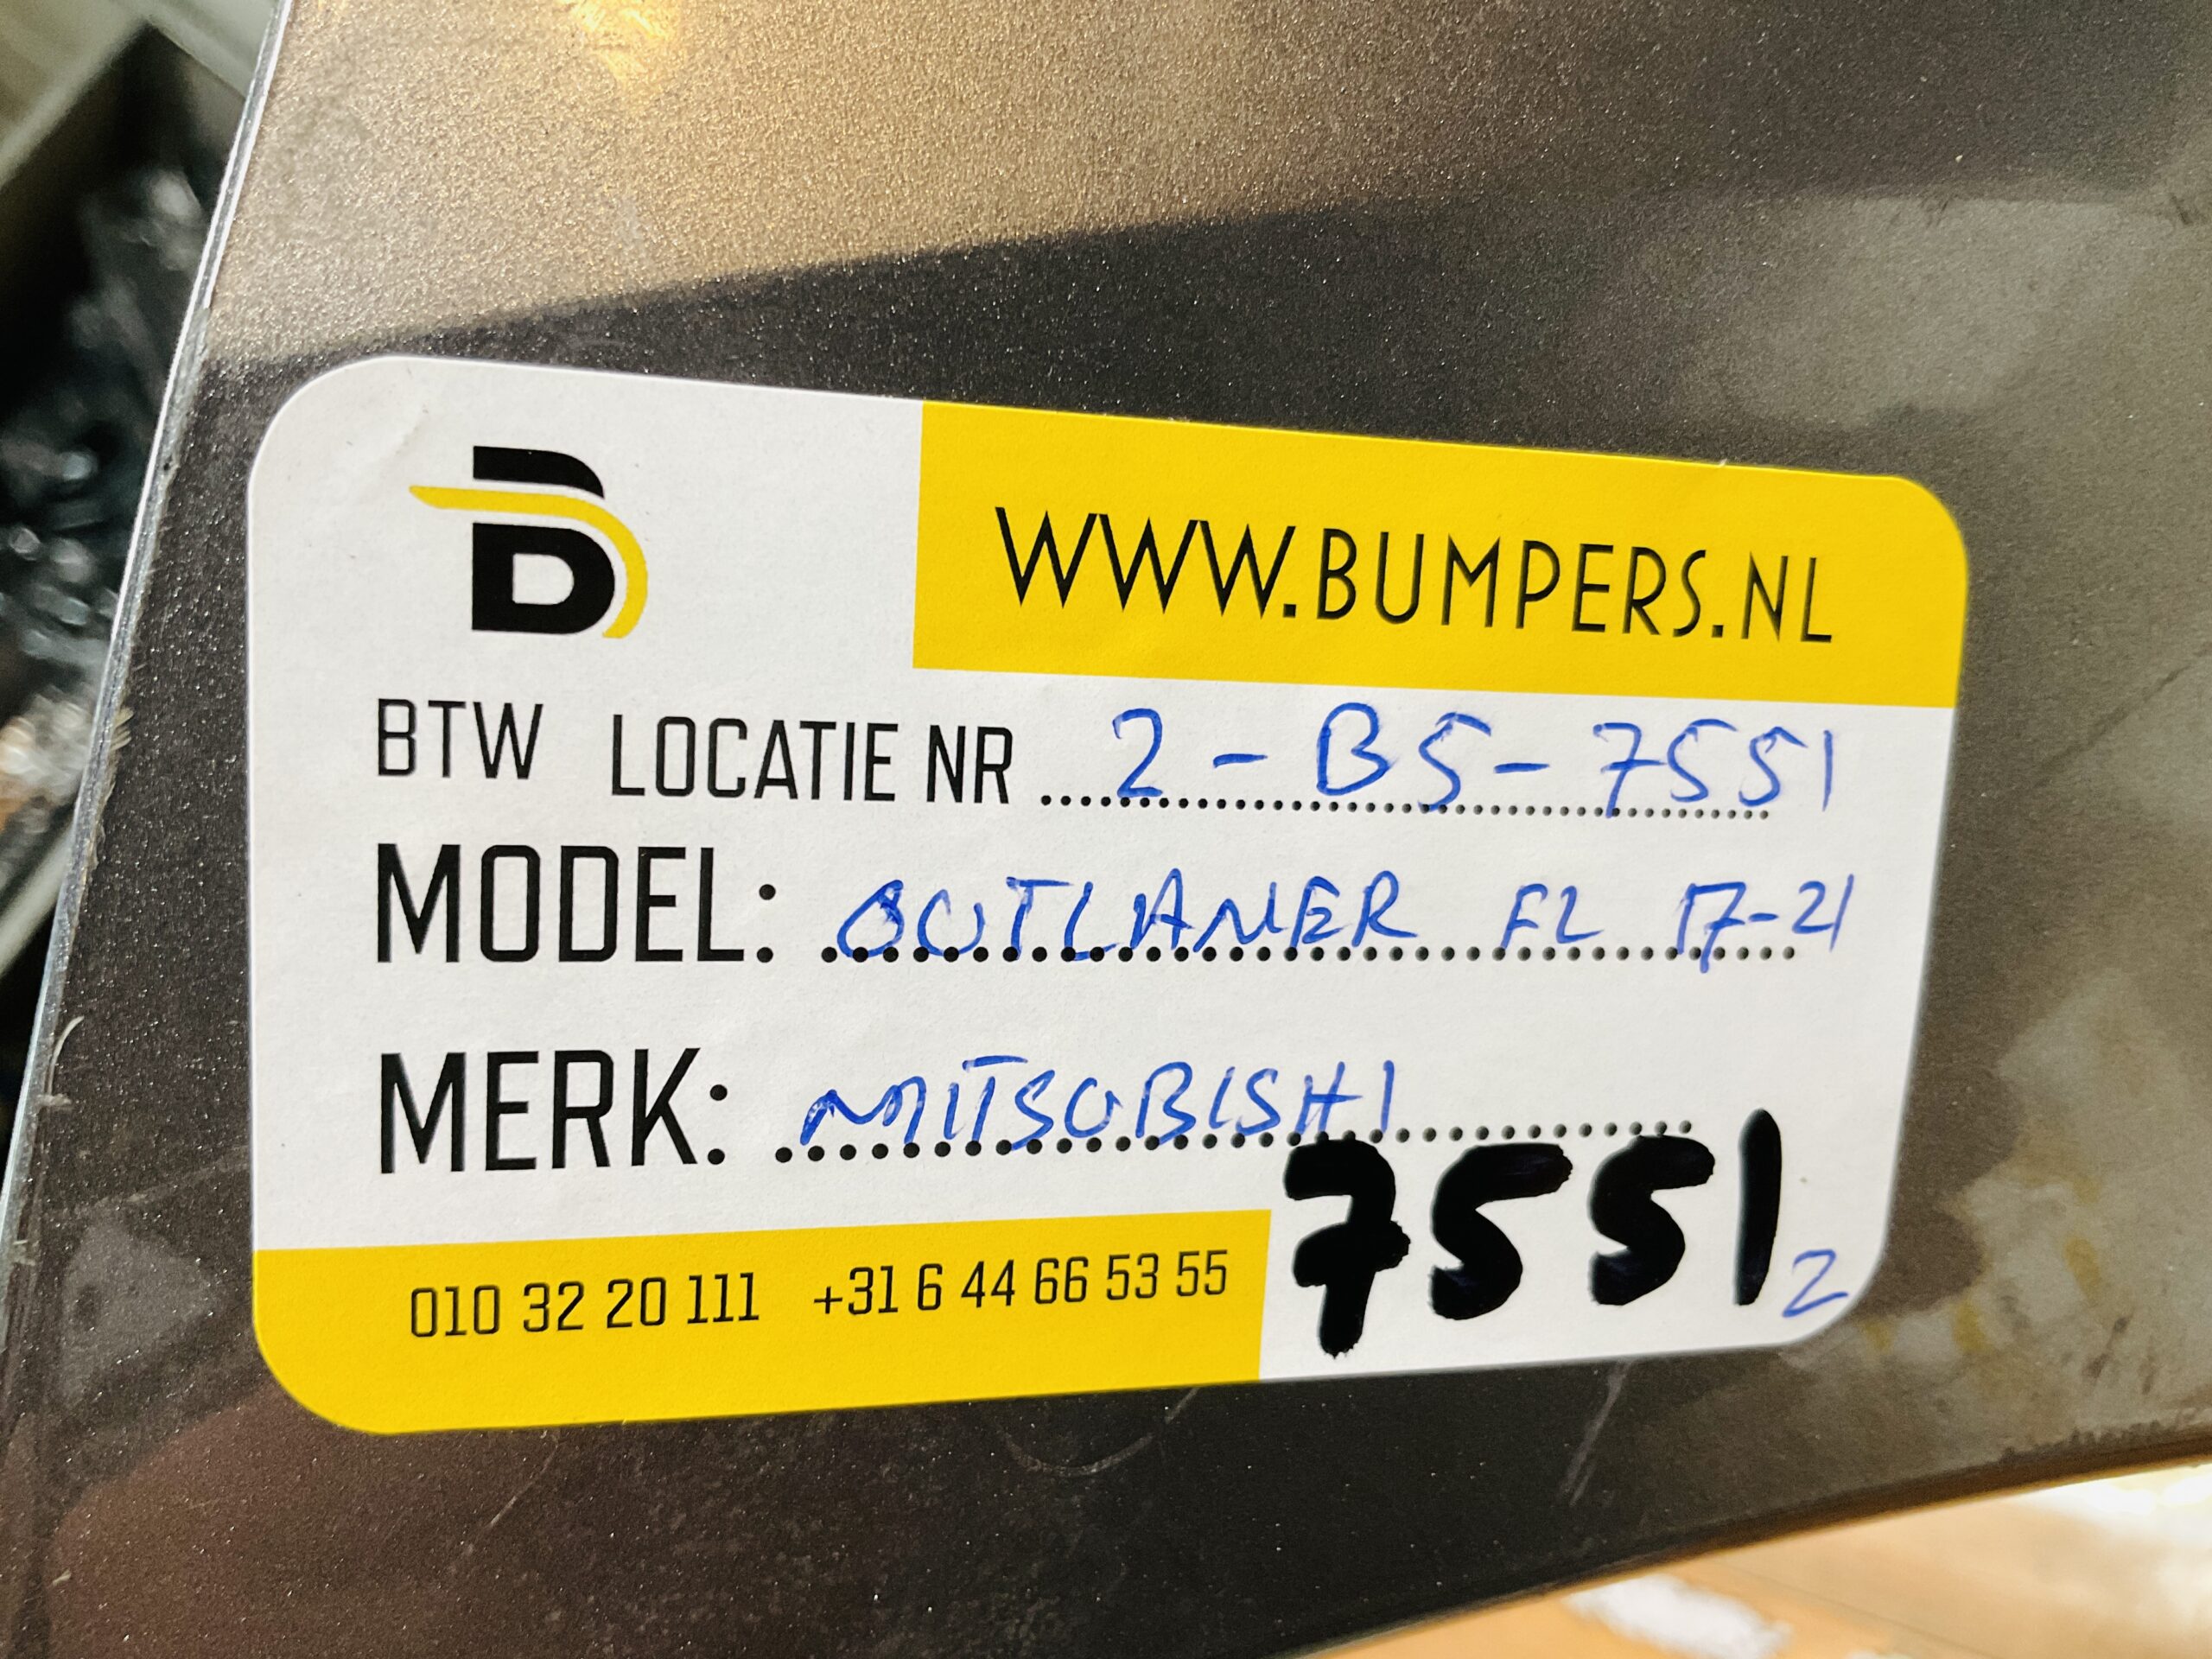 B
WWW.BUMPERS.NL
BTW LOCATIE NR 2-B5-7551
MODEL: OUTLANER FL 17-21
MERK: MITSOBISHI
7551 2
010 32 20 111 +31 6 44 66 53 55